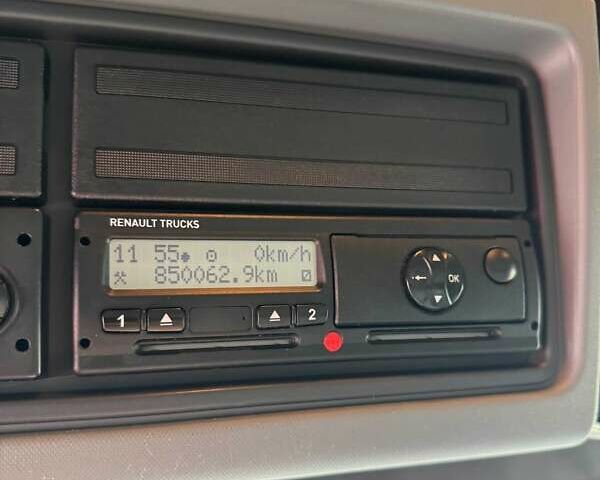 RENAULT TRUCKS
11 55 0km/h
850062.9km
1 2
OK